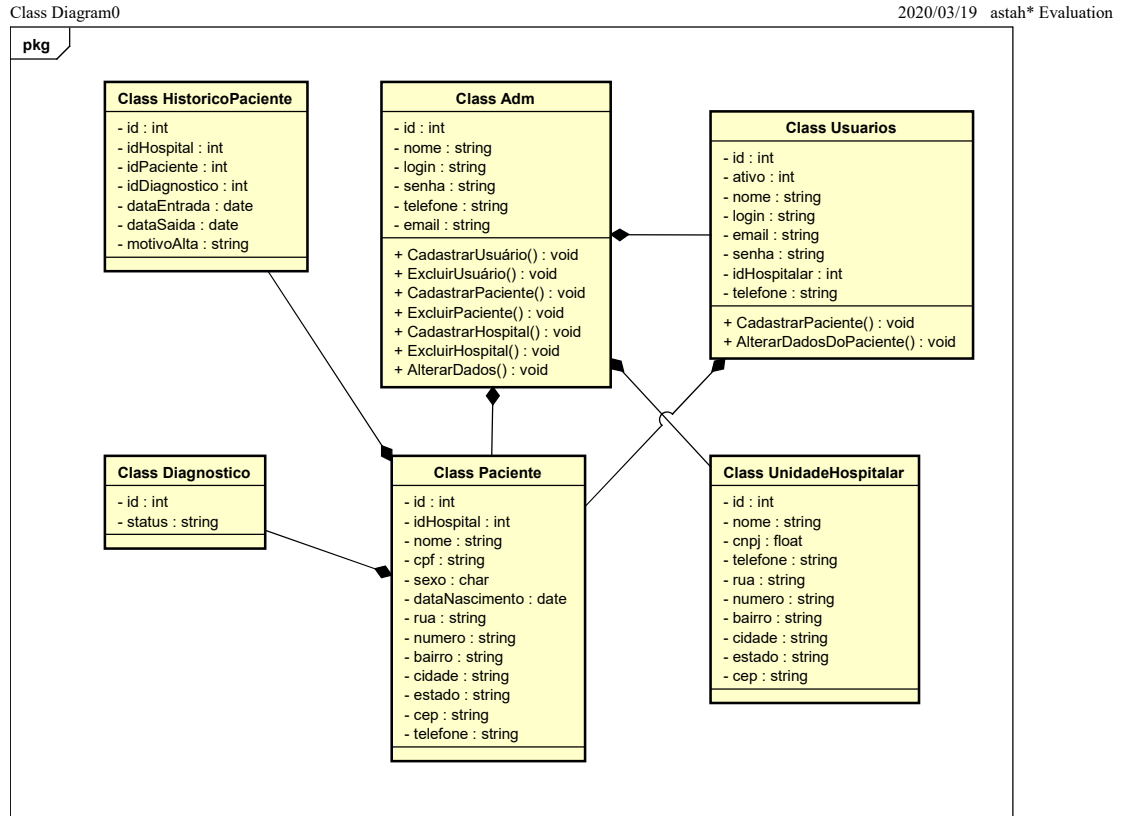 Class Diagram0
2020/03/19 astah* Evaluation
pkg
Class HistoricoPaciente
- id : int
- idHospital : int
- idPaciente : int
- idDiagnostico : int
- dataEntrada : date
- dataSaida : date
- motivoAlta : string
Class Adm
- id : int
- nome : string
- login : string
- senha : string
- telefone : string
- email : string
+ CadastrarUsuário() : void
+ ExcluirUsuário() : void
+ CadastrarPaciente() : void
+ ExcluirPaciente() : void
+ CadastrarHospital() : void
+ ExcluirHospital() : void
+ AlterarDados() : void
Class Usuarios
- id : int
- ativo : int
- nome : string
- login : string
- email : string
- senha : string
- idHospitalar : int
- telefone : string
+ CadastrarPaciente() : void
+ AlterarDadosDoPaciente() : void
Class Diagnostico
- id : int
- status : string
Class Paciente
- id : int
- idHospital : int
- nome : string
- cpf : string
- sexo : char
- dataNascimento : date
- rua : string
- numero : string
- bairro : string
- cidade : string
- estado : string
- cep : string
- telefone : string
Class UnidadeHospitalar
- id : int
- nome : string
- cnpj : float
- telefone : string
- rua : string
- numero : string
- bairro : string
- cidade : string
- estado : string
- cep : string